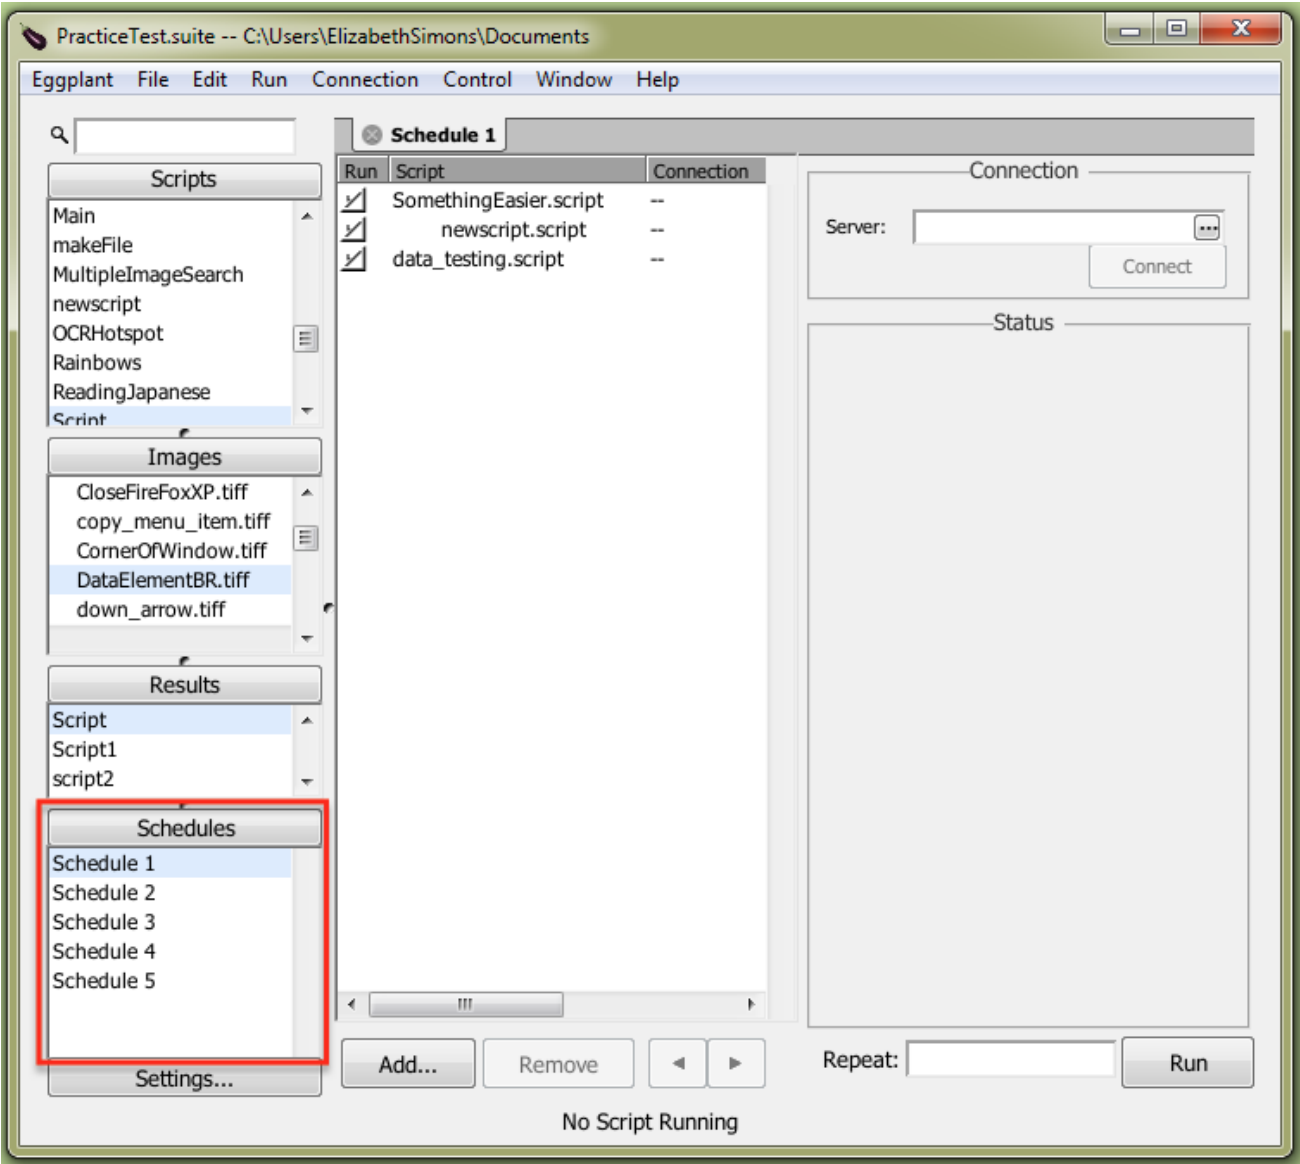 PracticeTest.suite -- C:\Users\ElizabethSimons\Documents
Eggplant File Edit Run Connection Control Window Help
Scripts
Main
makeFile
MultipleImageSearch
newscript
OCRHotspot
Rainbows
ReadingJapanese
Script
Images
CloseFireFoxXP.tiff
copy_menu_item.tiff
CornerOfWindow.tiff
DataElementBR.tiff
down_arrow.tiff
Results
Script
Script1
script2
Schedules
Schedule 1
Schedule 2
Schedule 3
Schedule 4
Schedule 5
Settings...
Schedule 1
Run Script Connection
SomethingEasier.script --
newscript.script --
data_testing.script --
Add... Remove
Connection
Server: ...
Connect
Status
Repeat: Run
No Script Running